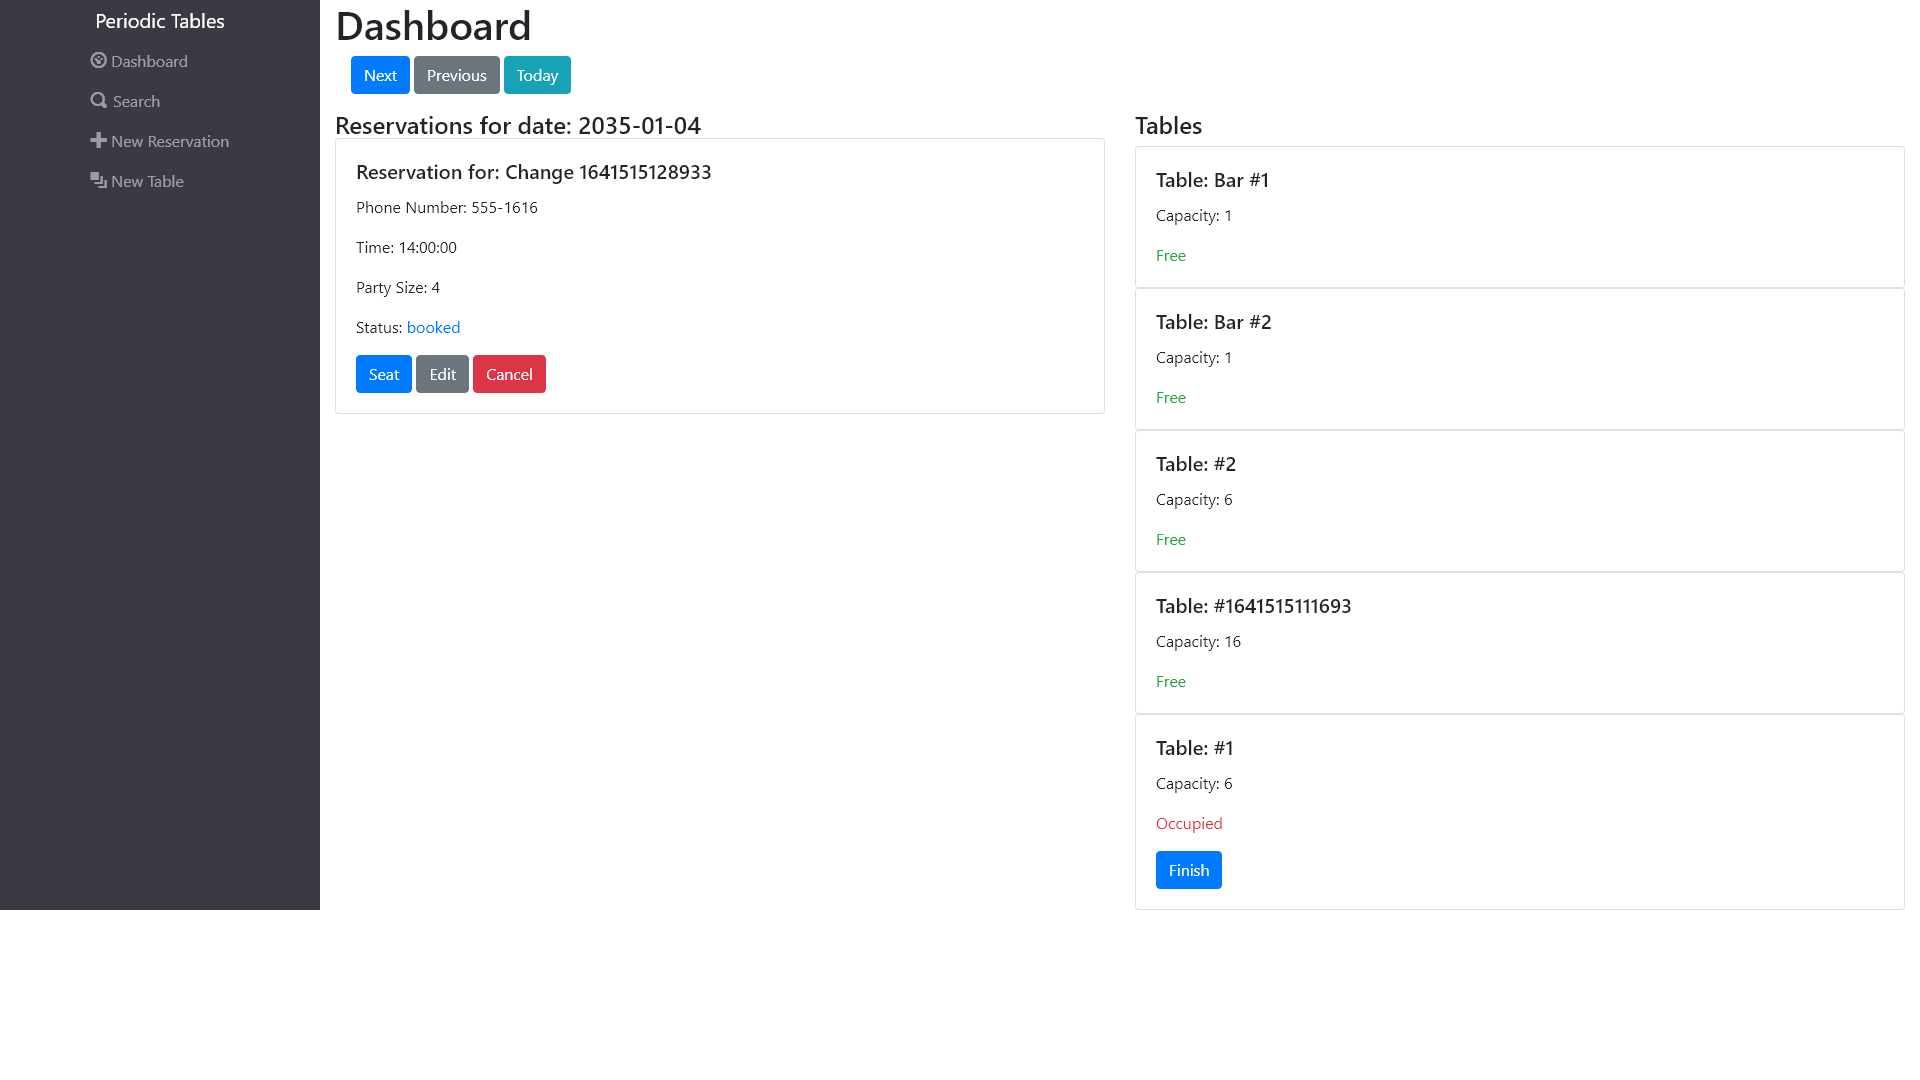 Periodic Tables
Dashboard
Search
New Reservation
New Table
Dashboard
Next Previous Today
Reservations for date: 2035-01-04
Reservation for: Change 1641515128933
Phone Number: 555-1616
Time: 14:00:00
Party Size: 4
Status: booked
Seat Edit Cancel
Tables
Table: Bar #1
Capacity: 1
Free
Table: Bar #2
Capacity: 1
Free
Table: #2
Capacity: 6
Free
Table: #1641515111693
Capacity: 16
Free
Table: #1
Capacity: 6
Occupied
Finish